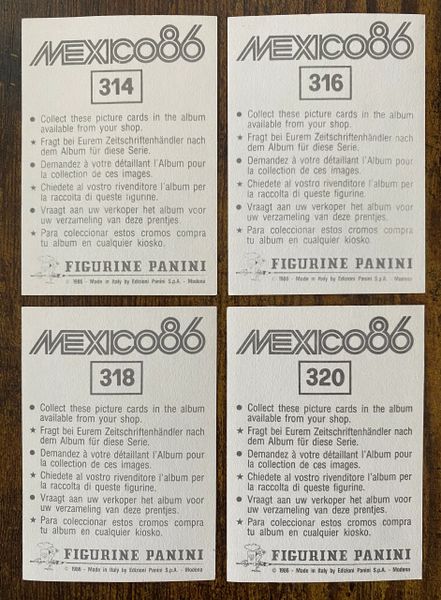 MEXICO86
314
● Collect these picture cards in the album
available from your shop.
★ Fragt bei Eurem Zeitschriftenhändler nach
dem Album für diese Serie.
● Demandez à votre détaillant l'Album pour
la collection de ces images.
★ Chiedete al vostro rivenditore l'album per
la raccolta di queste figurine.
● Vraagt aan uw verkoper het album voor
uw verzameling van deze prentjes.
★ Para coleccionar estos cromos compra
tu album en cualquier kiosko.
FIGURINE PANINI
© 1986 - Made in Italy by Edizioni Panini S.p.A. - Modena
MEXICO86
316
● Collect these picture cards in the album
available from your shop.
★ Fragt bei Eurem Zeitschriftenhändler nach
dem Album für diese Serie.
● Demandez à votre détaillant l'Album pour
la collection de ces images.
★ Chiedete al vostro rivenditore l'album per
la raccolta di queste figurine.
● Vraagt aan uw verkoper het album voor
uw verzameling van deze prentjes.
★ Para coleccionar estos cromos compra
tu album en cualquier kiosko.
FIGURINE PANINI
© 1986 - Made in Italy by Edizioni Panini S.p.A. - Modena
MEXICO86
318
● Collect these picture cards in the album
available from your shop.
★ Fragt bei Eurem Zeitschriftenhändler nach
dem Album für diese Serie.
● Demandez à votre détaillant l'Album pour
la collection de ces images.
★ Chiedete al vostro rivenditore l'album per
la raccolta di queste figurine.
● Vraagt aan uw verkoper het album voor
uw verzameling van deze prentjes.
★ Para coleccionar estos cromos compra
tu album en cualquier kiosko.
FIGURINE PANINI
© 1986 - Made in Italy by Edizioni Panini S.p.A. - Modena
MEXICO86
320
● Collect these picture cards in the album
available from your shop.
★ Fragt bei Eurem Zeitschriftenhändler nach
dem Album für diese Serie.
● Demandez à votre détaillant l'Album pour
la collection de ces images.
★ Chiedete al vostro rivenditore l'album per
la raccolta di queste figurine.
● Vraagt aan uw verkoper het album voor
uw verzameling van deze prentjes.
★ Para coleccionar estos cromos compra
tu album en cualquier kiosko.
FIGURINE PANINI
© 1986 - Made in Italy by Edizioni Panini S.p.A. - Modena